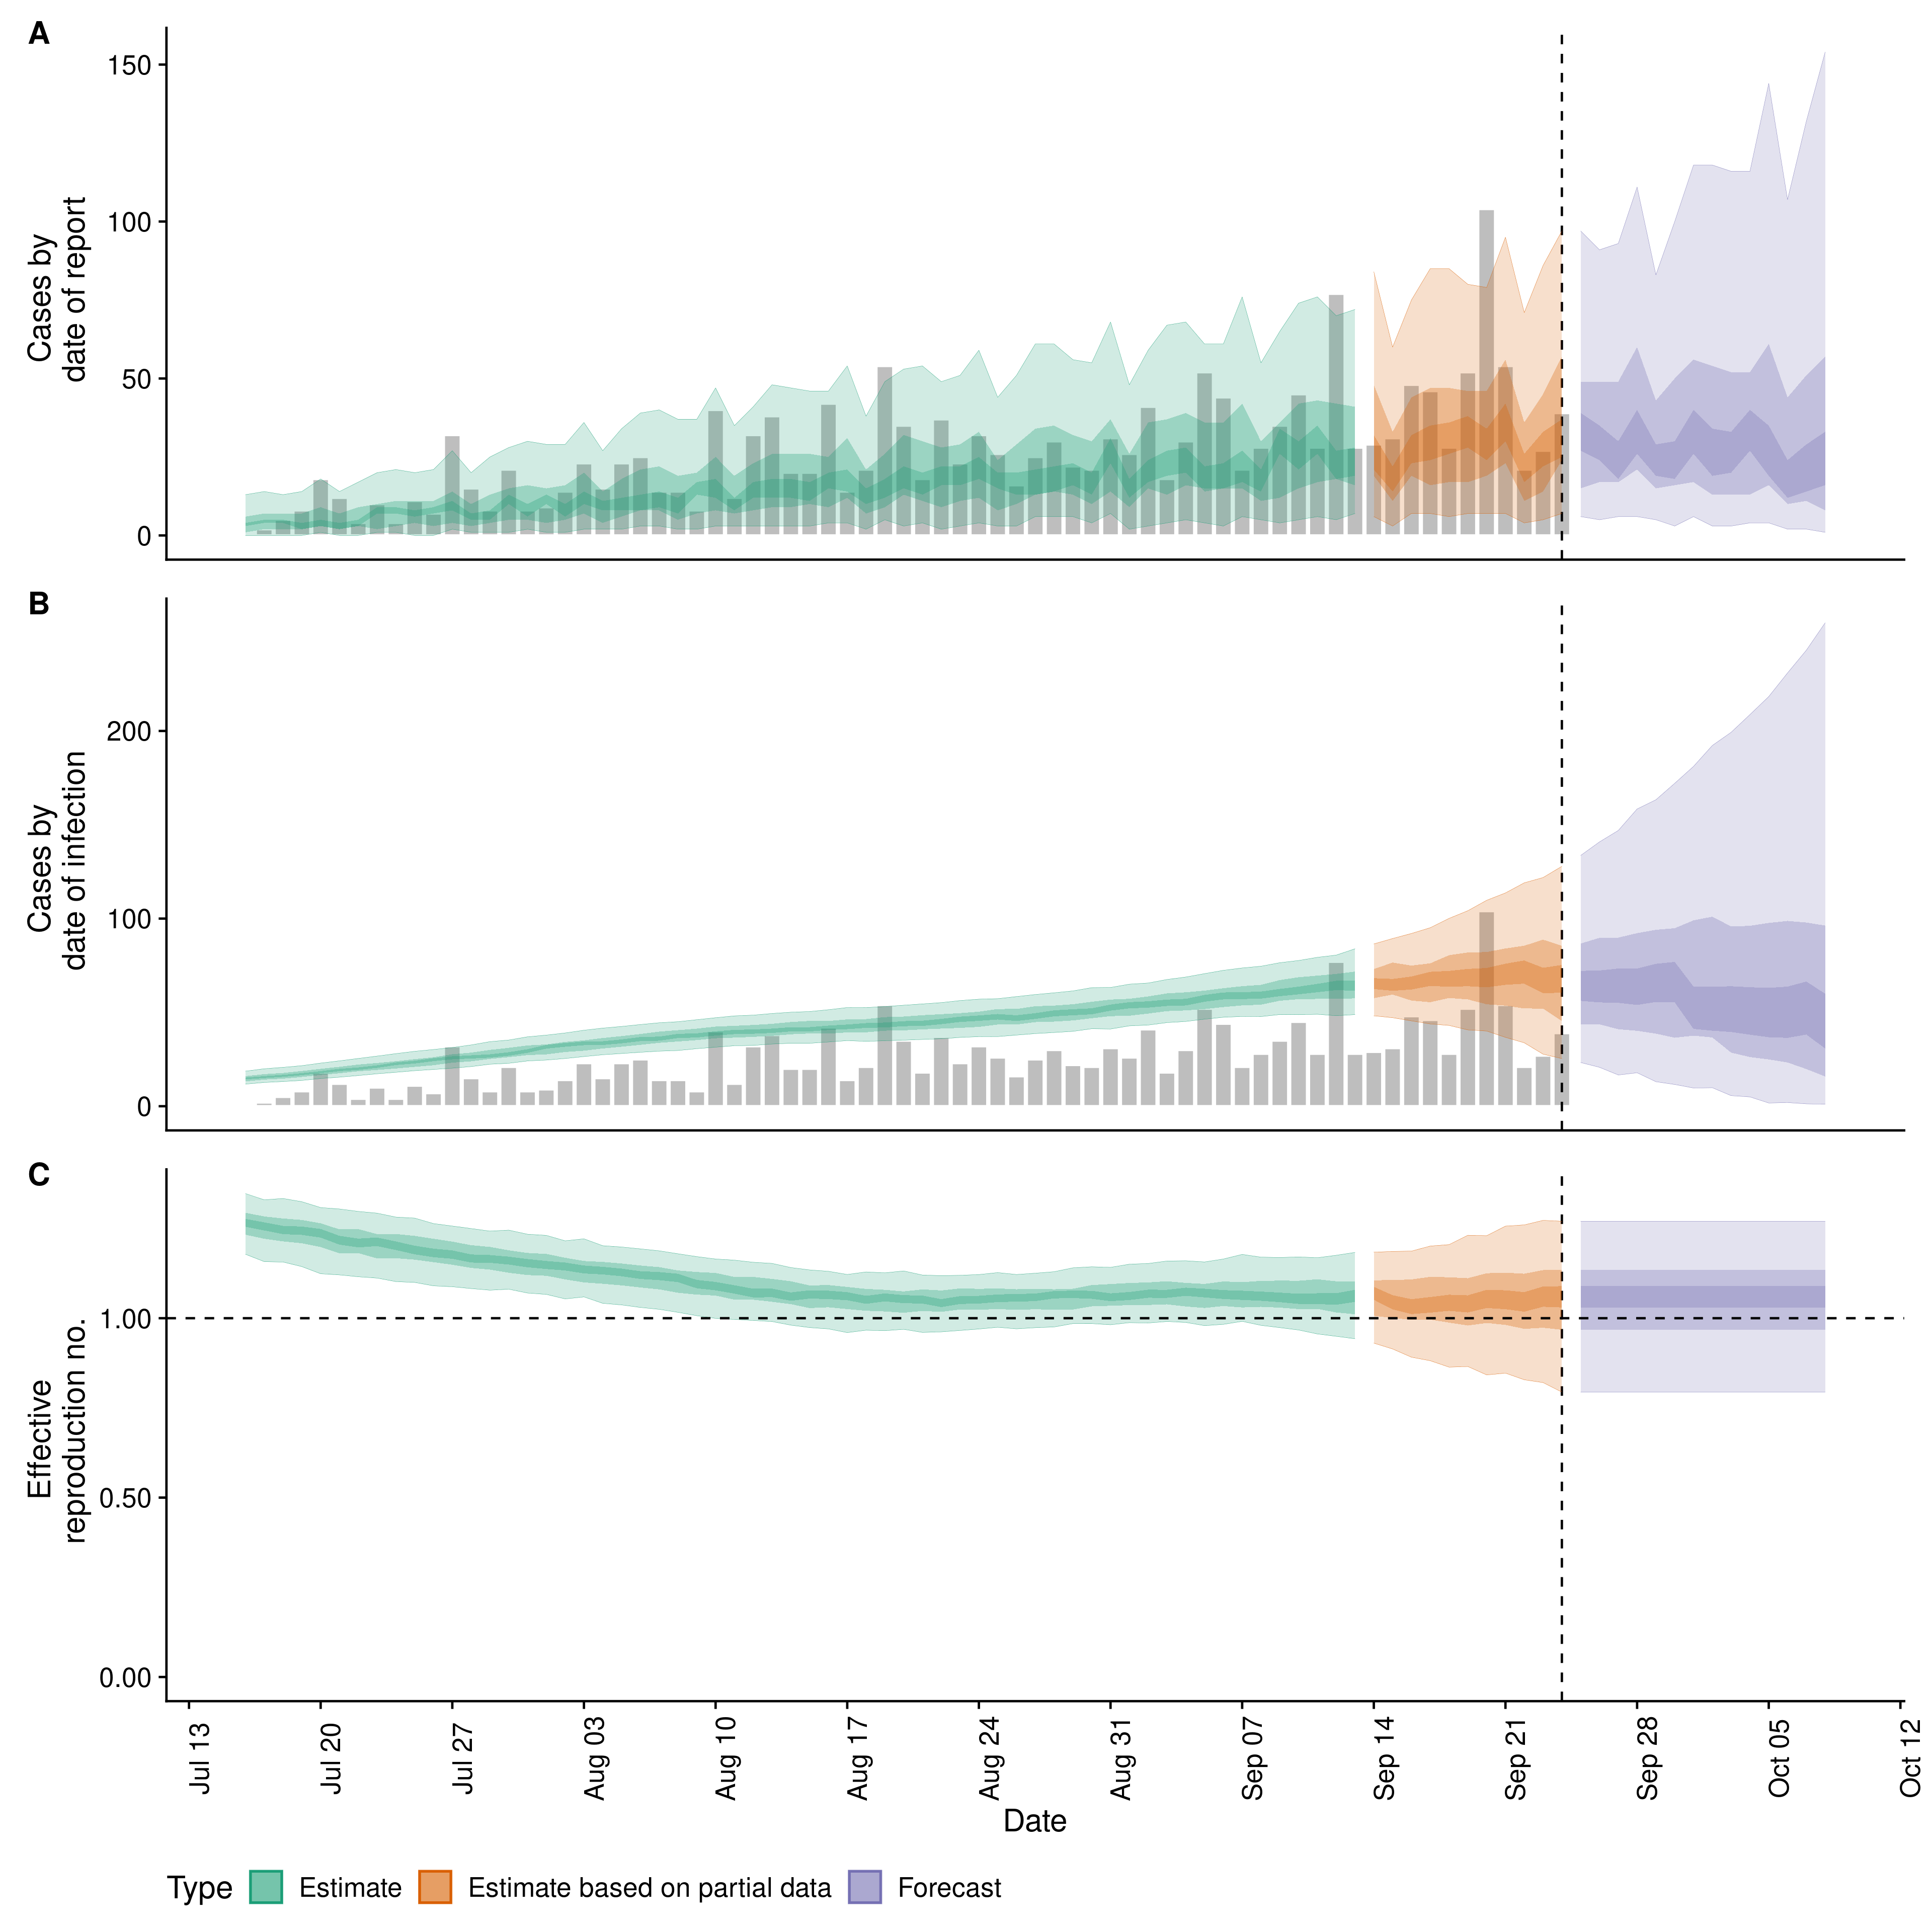 A
Cases by
date of report
150
100
50
0
B
Cases by
date of infection
200
100
0
C
Effective
reproduction no.
1.00
0.50
0.00
Jul 13
Jul 20
Jul 27
Aug 03
Aug 10
Aug 17
Aug 24
Aug 31
Sep 07
Sep 14
Sep 21
Sep 28
Oct 05
Oct 12
Date
Type Estimate Estimate based on partial data Forecast